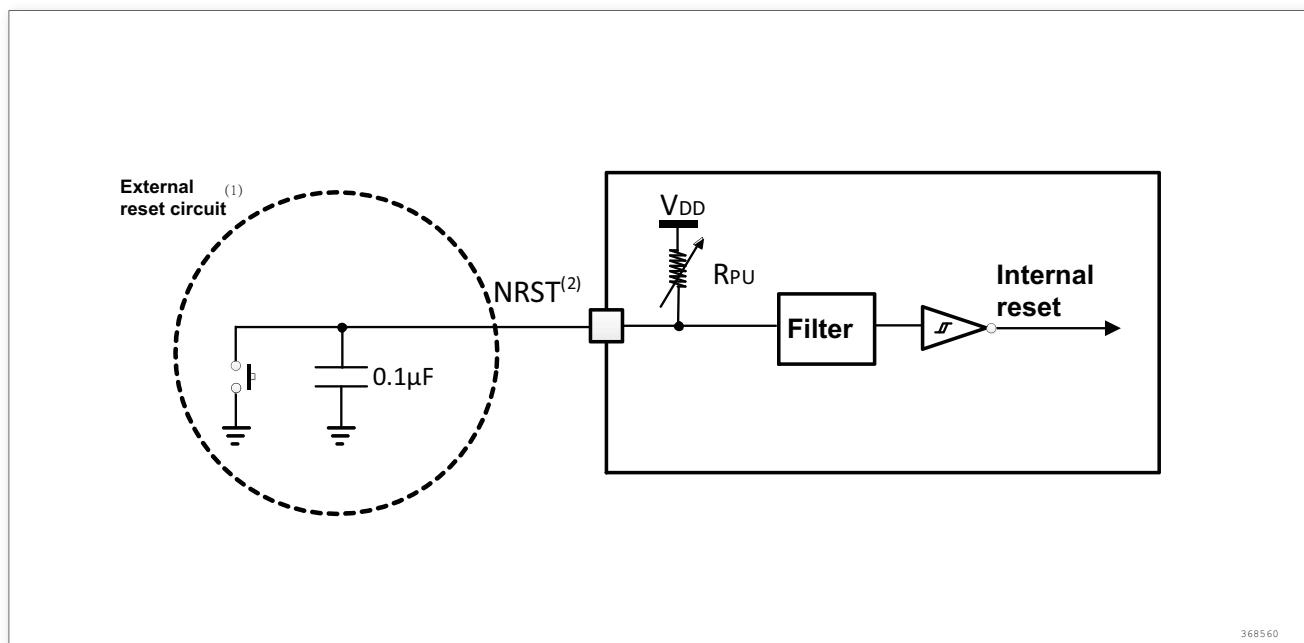 External (1)
reset circuit
NRST(2)
0.1µF
VDD
RPU
Filter
Internal
reset
368560